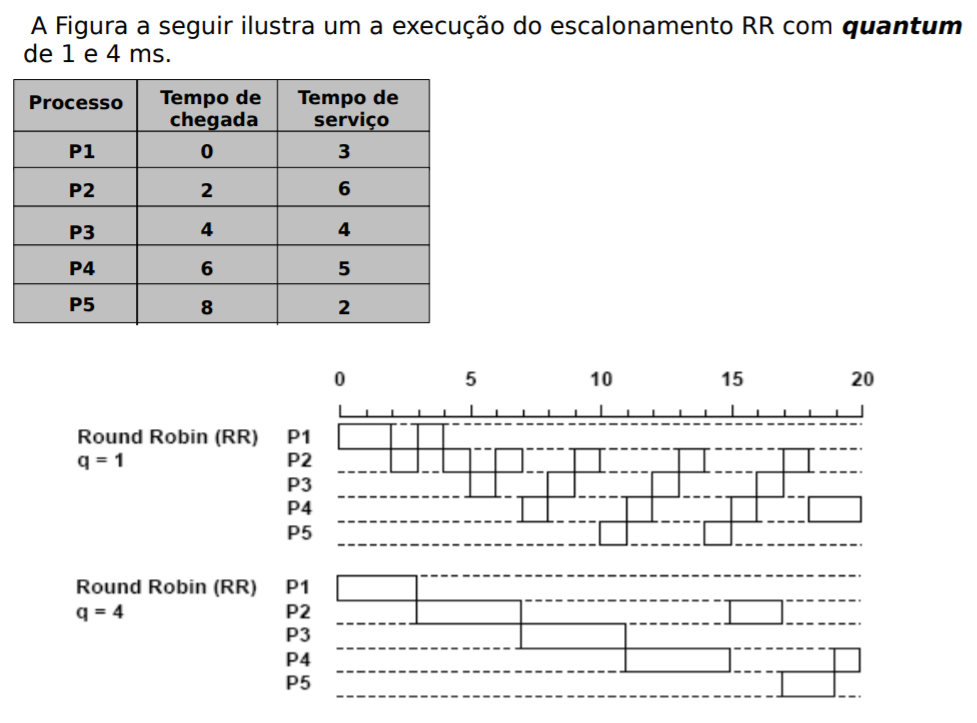 A Figura a seguir ilustra um a execução do escalonamento RR com quantum
de 1 e 4 ms.
Processo Tempo de chegada Tempo de serviço
P1 0 3
P2 2 6
P3 4 4
P4 6 5
P5 8 2
0 5 10 15 20
Round Robin (RR) P1
q = 1 P2
P3
P4
P5
Round Robin (RR) P1
q = 4 P2
P3
P4
P5